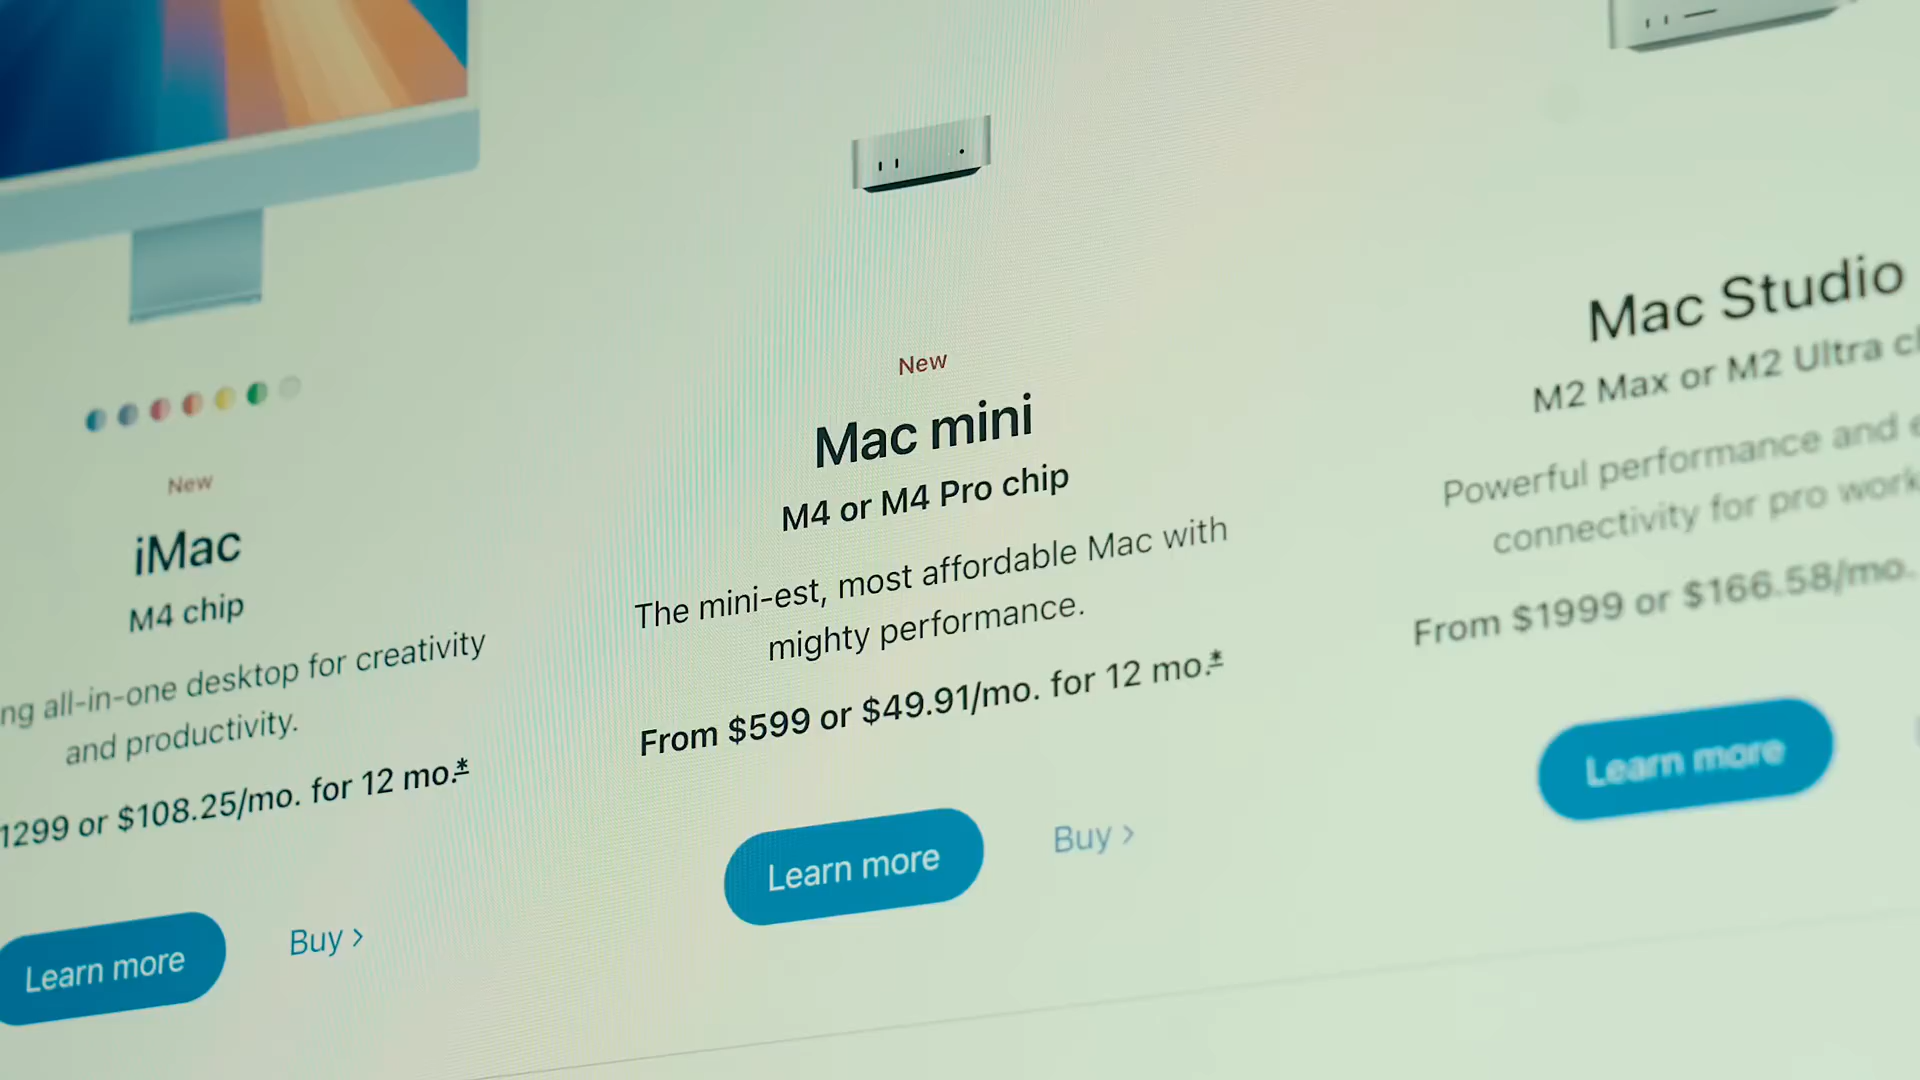 New
iMac
M4 chip
all-in-one desktop for creativity
and productivity.
1299 or $108.25/mo. for 12 mo.*
Learn more
Buy >
New
Mac mini
M4 or M4 Pro chip
The mini-est, most affordable Mac with
mighty performance.
From $599 or $49.91/mo. for 12 mo.*
Learn more
Buy >
Mac Studio
M2 Max or M2 Ultra
Powerful performance and
connectivity for pro
From $1999 or $166.58/mo.
Learn more